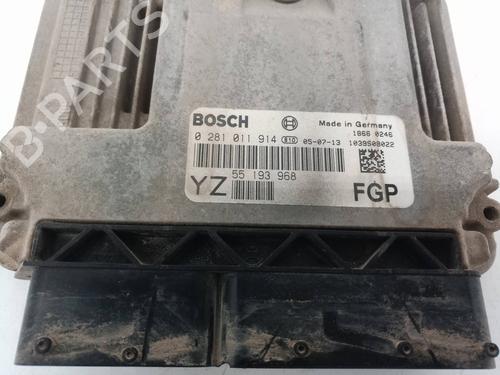 B-PARTS
BOSCH
Made in Germany
1866 0246
0 281 011 914 B10 05-07-13 1039S08022
YZ 55 193 968
FGP